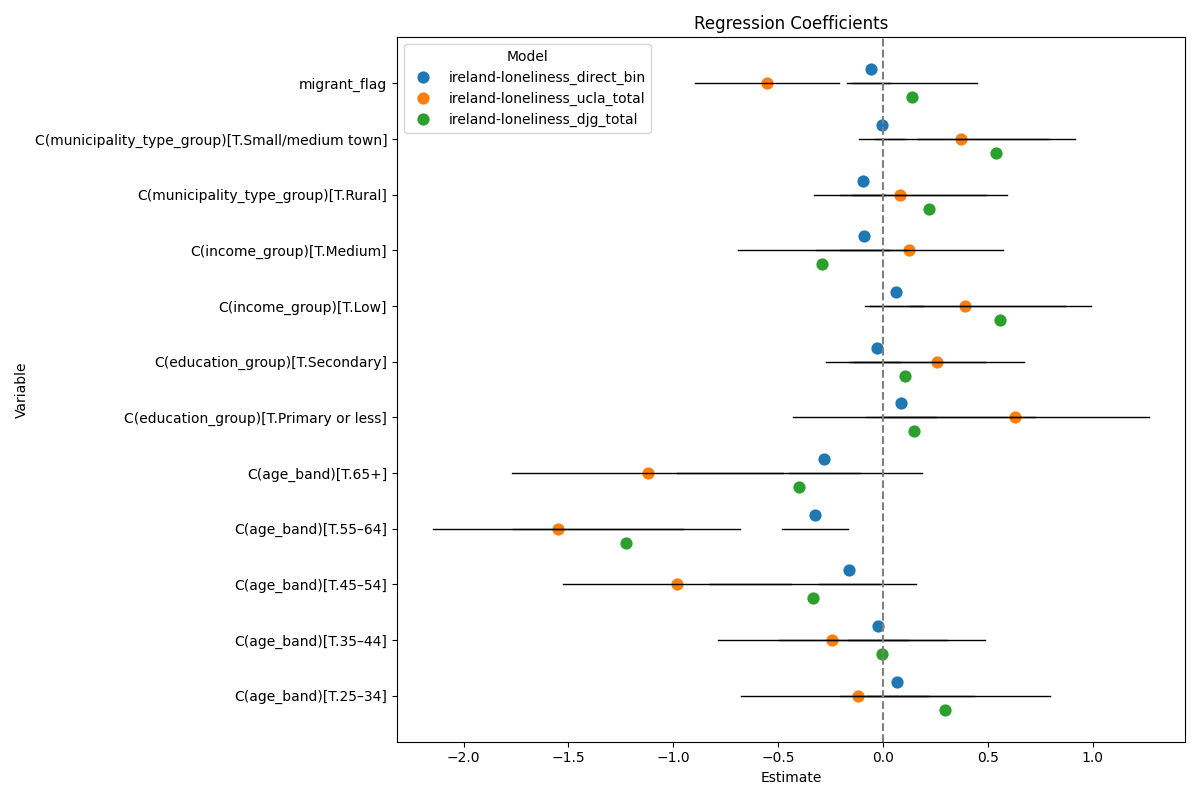 Regression Coefficients
Model
ireland-loneliness_direct_bin
ireland-loneliness_ucla_total
ireland-loneliness_djg_total
Variable
migrant_flag
C(municipality_type_group)[T.Small/medium town]
C(municipality_type_group)[T.Rural]
C(income_group)[T.Medium]
C(income_group)[T.Low]
C(education_group)[T.Secondary]
C(education_group)[T.Primary or less]
C(age_band)[T.65+]
C(age_band)[T.55–64]
C(age_band)[T.45–54]
C(age_band)[T.35–44]
C(age_band)[T.25–34]
−2.0 −1.5 −1.0 −0.5 0.0 0.5 1.0
Estimate